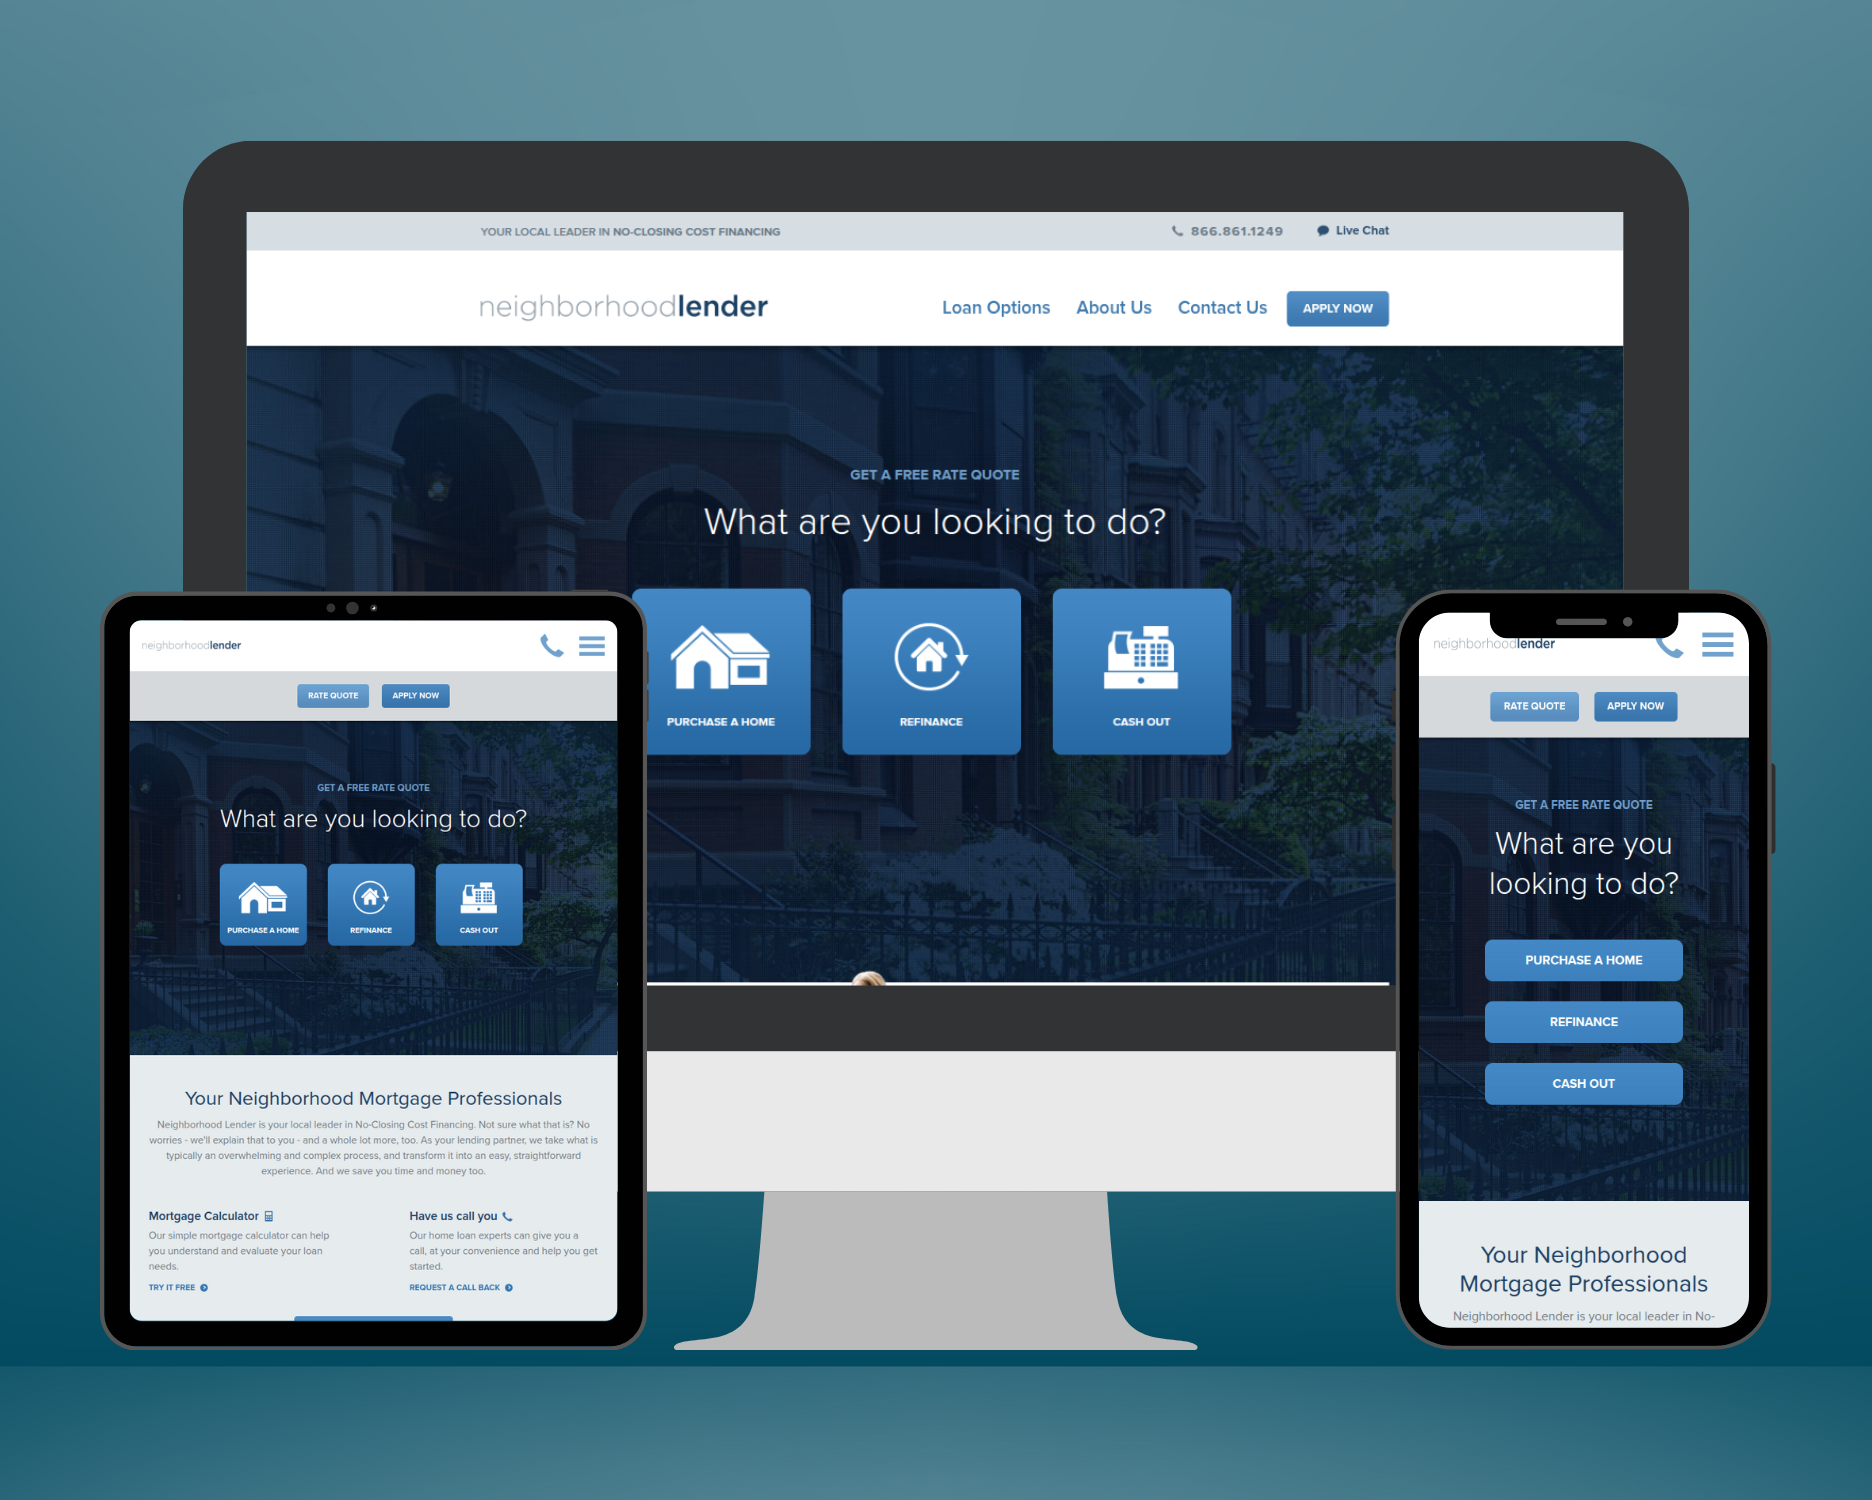 YOUR LOCAL LEADER IN NO-CLOSING COST FINANCING
866.861.1249
Live Chat
neighborhoodlender
Loan Options
About Us
Contact Us
APPLY NOW
GET A FREE RATE QUOTE
What are you looking to do?
PURCHASE A HOME
REFINANCE
CASH OUT
neighborhoodlender
RATE QUOTE
APPLY NOW
GET A FREE RATE QUOTE
What are you looking to do?
PURCHASE A HOME
REFINANCE
CASH OUT
Your Neighborhood Mortgage Professionals
Neighborhood Lender is your local leader in No-Closing Cost Financing. Not sure what that is? No
worries - we'll explain that to you - and a whole lot more, too. As your lending partner, we take what is
typically an overwhelming and complex process, and transform it into an easy, straightforward
experience. And we save you time and money too.
Mortgage Calculator
Our simple mortgage calculator can help
you understand and evaluate your loan
needs.
TRY IT FREE
Have us call you
Our home loan experts can give you a
call, at your convenience and help you get
started.
REQUEST A CALL BACK
neighborhoodlender
RATE QUOTE
APPLY NOW
GET A FREE RATE QUOTE
What are you
looking to do?
PURCHASE A HOME
REFINANCE
CASH OUT
Your Neighborhood
Mortgage Professionals
Neighborhood Lender is your local leader in No-